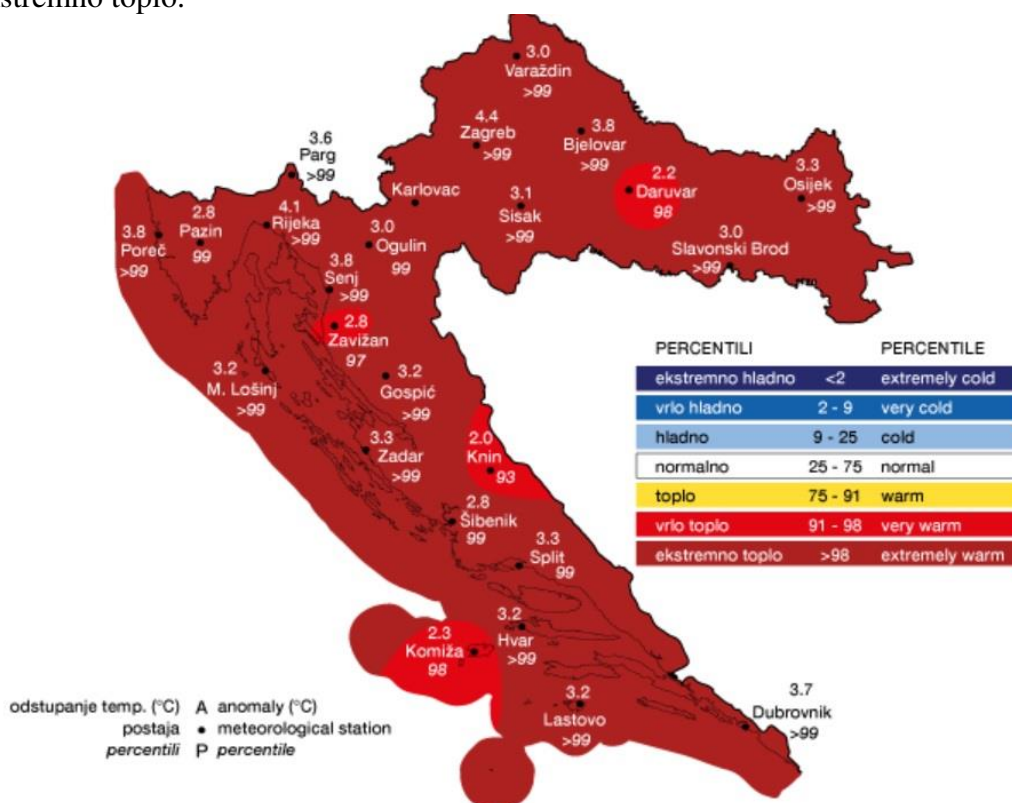 stremno toplo.
3.0
Varaždin
>99
4.4
Zagreb
>99
3.8
Bjelovar
>99
3.6
Parg
>99
2.2
Daruvar
98
3.3
Osijek
>99
Karlovac
3.1
Sisak
>99
3.8
Poreč
>99
2.8
Pazin
99
4.1
Rijeka
>99
3.0
Ogulin
99
3.0
Slavonski Brod
>99
3.8
Senj
>99
2.8
Zavižan
97
3.2
M. Lošinj
>99
3.2
Gospić
>99
3.3
Zadar
>99
2.0
Knin
93
2.8
Šibenik
99
3.3
Split
99
3.2
Hvar
>99
2.3
Komiža
98
3.2
Lastovo
>99
3.7
Dubrovnik
>99
PERCENTILI PERCENTILE
ekstremno hladno <2 extremely cold
vrlo hladno 2 - 9 very cold
hladno 9 - 25 cold
normalno 25 - 75 normal
toplo 75 - 91 warm
vrlo toplo 91 - 98 very warm
ekstremno toplo >98 extremely warm
odstupanje temp. (°C) A anomaly (°C)
postaja • meteorological station
percentili P percentile